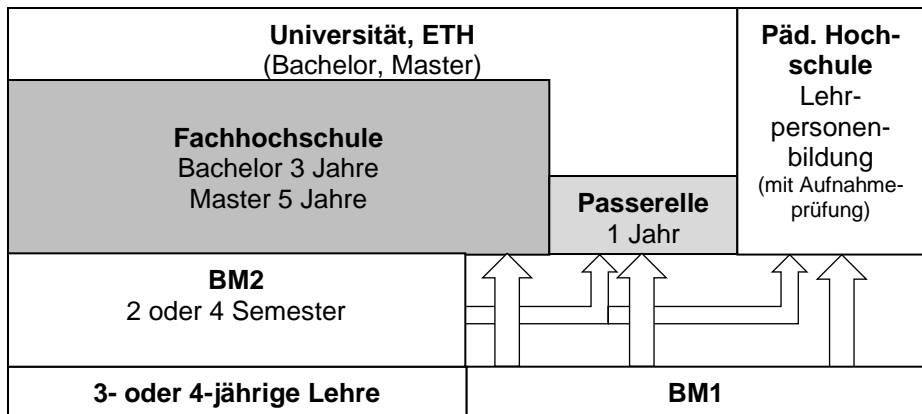 Universität, ETH
(Bachelor, Master)
Päd. Hoch-
schule
Lehr-
personen-
bildung
(mit Aufnahme-
prüfung)
Fachhochschule
Bachelor 3 Jahre
Master 5 Jahre
Passerelle
1 Jahr
BM2
2 oder 4 Semester
3- oder 4-jährige Lehre
BM1